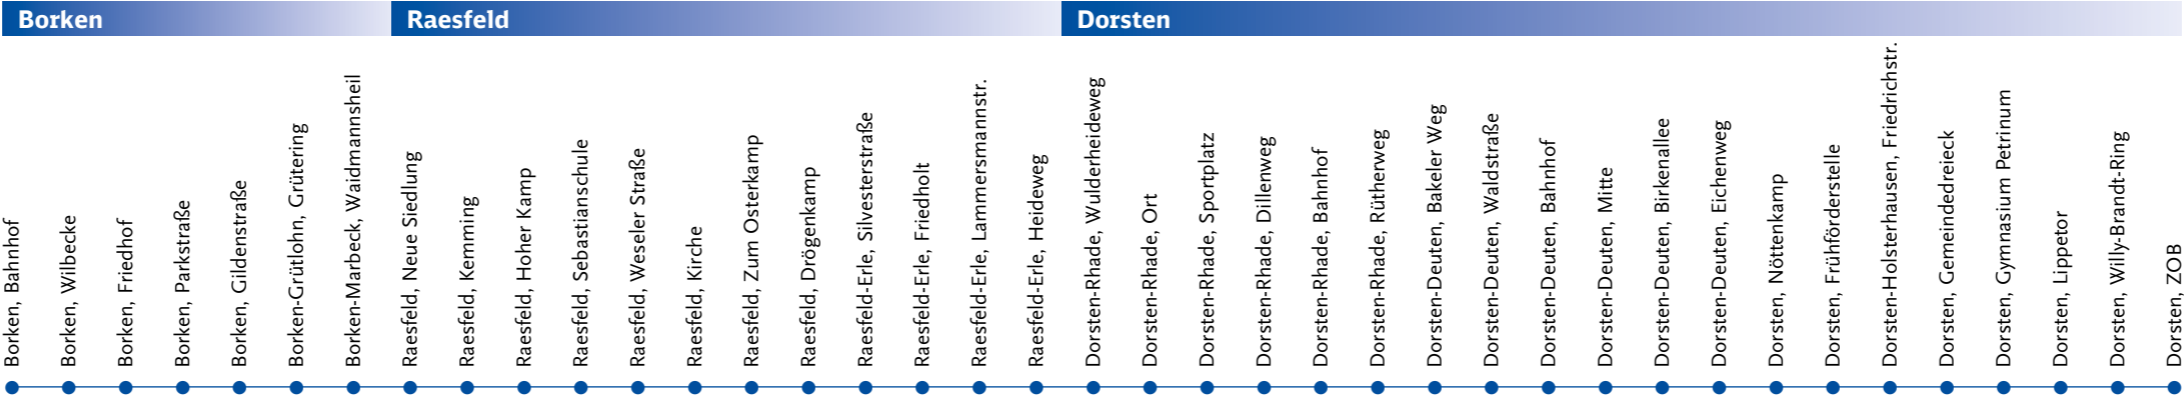 Borken
Raesfeld
Dorsten
Borken, Bahnhof
Borken, Wilbecke
Borken, Friedhof
Borken, Parkstraße
Borken, Gildenstraße
Borken-Grütlohn, Grütering
Borken-Marbeck, Waidmannsheil
Raesfeld, Neue Siedlung
Raesfeld, Kemming
Raesfeld, Hoher Kamp
Raesfeld, Sebastianschule
Raesfeld, Weseler Straße
Raesfeld, Kirche
Raesfeld, Zum Osterkamp
Raesfeld, Drögenkamp
Raesfeld-Erle, Silvesterstraße
Raesfeld-Erle, Friedholt
Raesfeld-Erle, Lammersmannstr.
Raesfeld-Erle, Heideweg
Dorsten-Rhade, Wulderheideweg
Dorsten-Rhade, Ort
Dorsten-Rhade, Sportplatz
Dorsten-Rhade, Dillenweg
Dorsten-Rhade, Bahnhof
Dorsten-Rhade, Rütherweg
Dorsten-Deuten, Bakeler Weg
Dorsten-Deuten, Waldstraße
Dorsten-Deuten, Bahnhof
Dorsten-Deuten, Mitte
Dorsten-Deuten, Birkenallee
Dorsten-Deuten, Eichenweg
Dorsten, Nöttenkamp
Dorsten, Frühförderstelle
Dorsten-Holsterhausen, Friedrichstr.
Dorsten, Gemeindedreieck
Dorsten, Gymnasium Petrinum
Dorsten, Lippetor
Dorsten, Willy-Brandt-Ring
Dorsten, ZOB